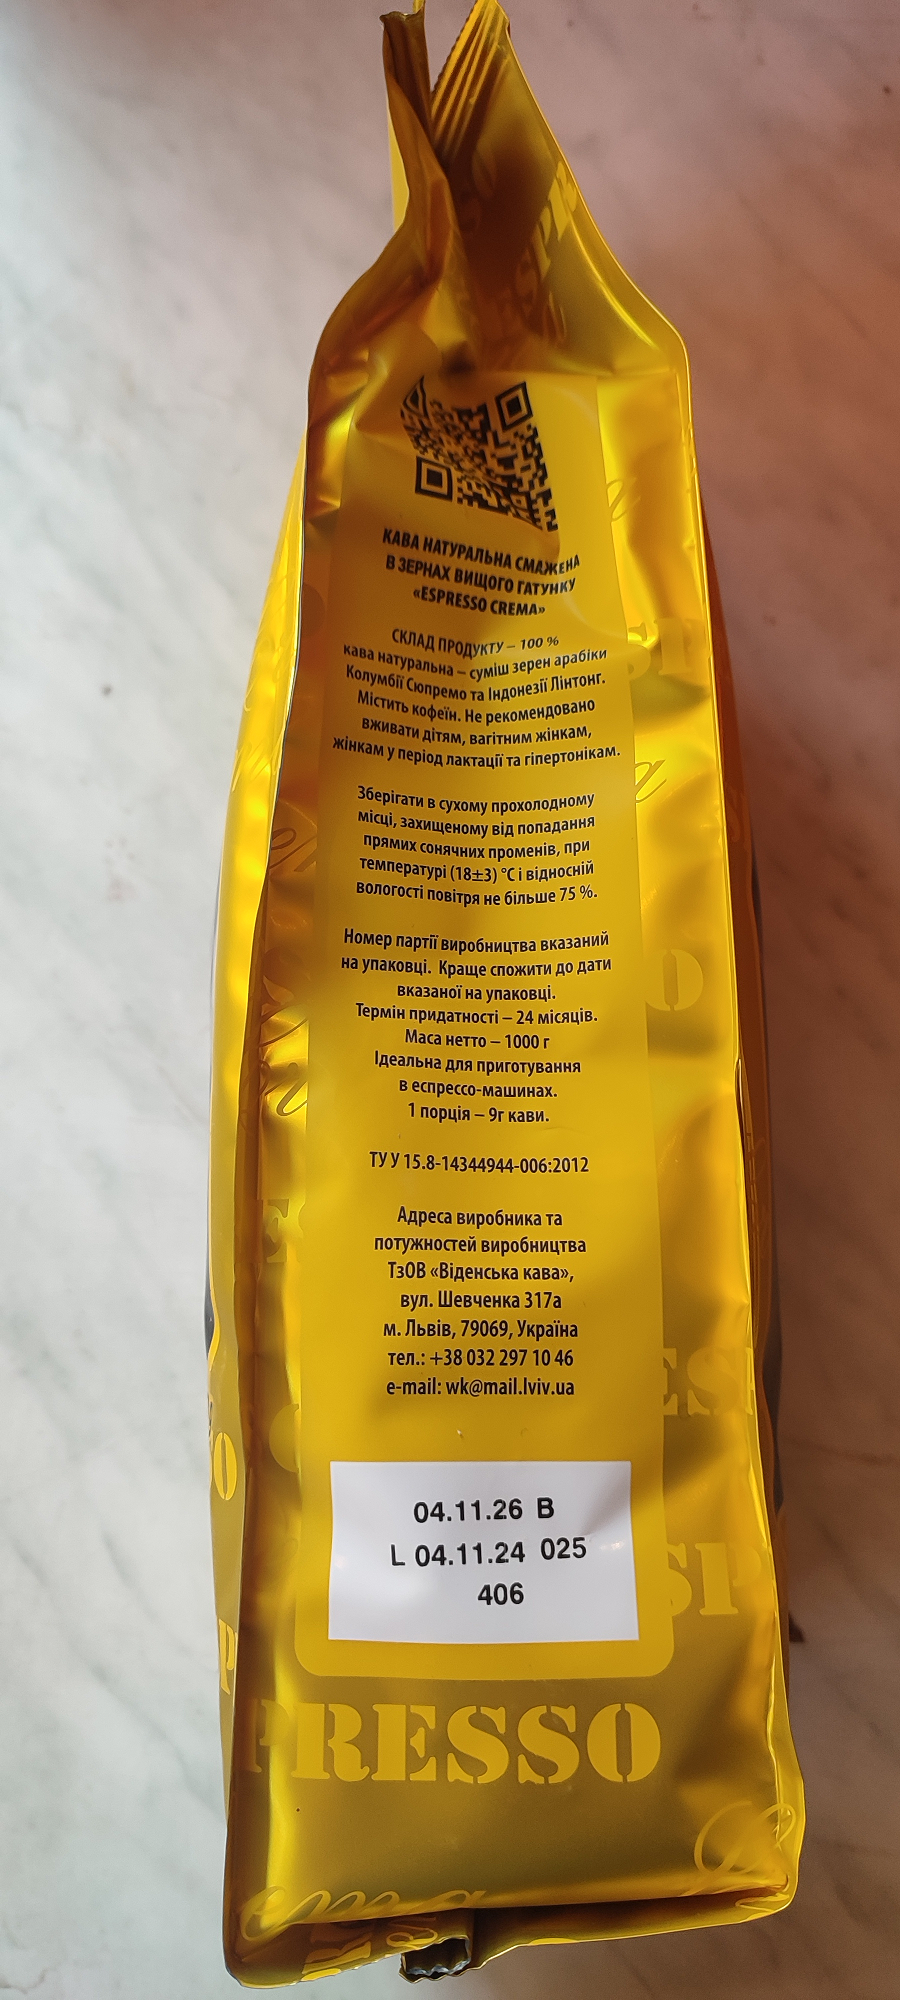 КАВА НАТУРАЛЬНА СМАЖЕНА
В ЗЕРНАХ ВИЩОГО ГАТУНКУ
«ESPRESSO CREMA»
СКЛАД ПРОДУКТУ – 100 %
кава натуральна – суміш зерен арабіки
Колумбії Сюпремо та Індонезії Лінтонг.
Містить кофеїн. Не рекомендовано
вживати дітям, вагітним жінкам,
жінкам у період лактації та гіпертонікам.
Зберігати в сухому прохолодному
місці, захищеному від попадання
прямих сонячних променів, при
температурі (18±3) °С і відносній
вологості повітря не більше 75 %.
Номер партії виробництва вказаний
на упаковці. Краще спожити до дати
вказаної на упаковці.
Термін придатності – 24 місяців.
Маса нетто – 1000 г
Ідеальна для приготування
в еспрессо-машинах.
1 порція – 9г кави.
ТУ У 15.8-14344944-006:2012
Адреса виробника та
потужностей виробництва
ТзОВ «Віденська кава»,
вул. Шевченка 317а
м. Львів, 79069, Україна
тел.: +38 032 297 10 46
e-mail: wk@mail.lviv.ua
04.11.26 B
L 04.11.24 025
406
PRESSO